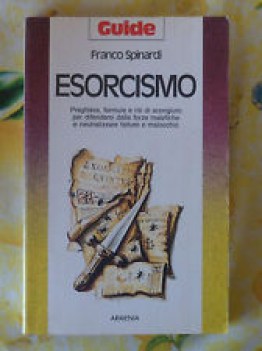 Guide
Franco Spinardi
ESORCISMO
Preghiere, formule e riti di scongiuro
per difendersi dalle forze malefiche
e neutralizzare fatture e malocchio
ARMENIA